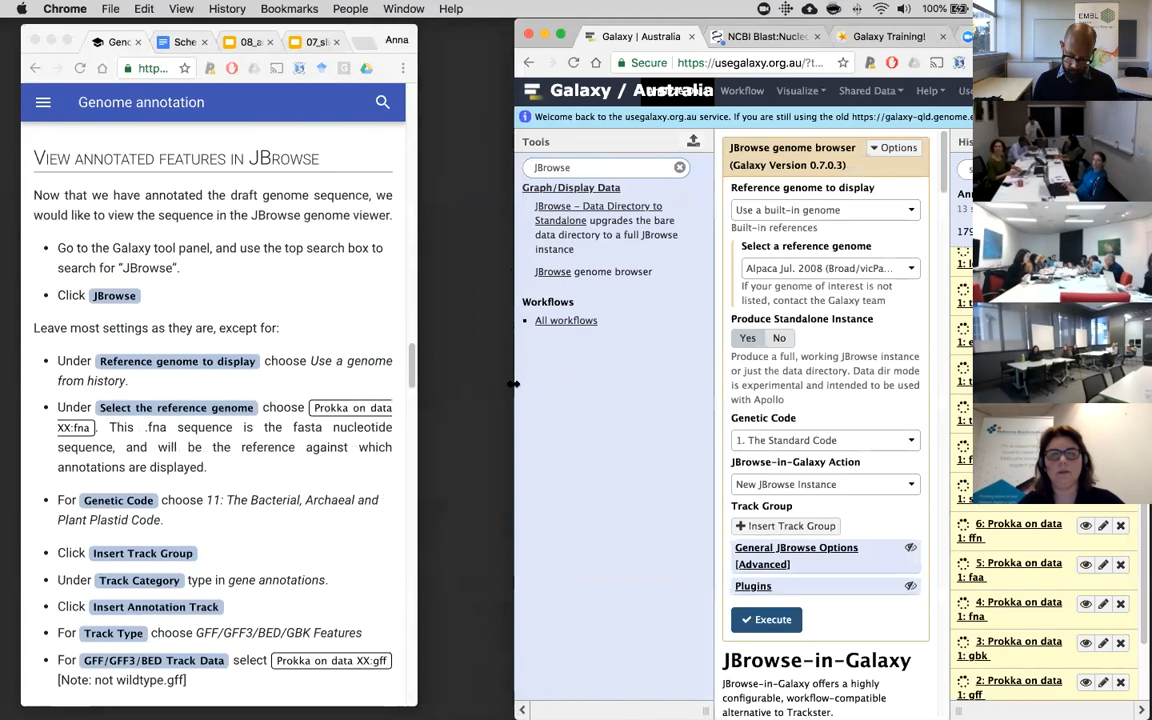 Chrome File Edit View History Bookmarks People Window Help 100%
Genc Sche 08_a 07_sli Anna
http...
Genome annotation
VIEW ANNOTATED FEATURES IN JBROWSE
Now that we have annotated the draft genome sequence, we
would like to view the sequence in the JBrowse genome viewer.
Go to the Galaxy tool panel, and use the top search box to
search for “JBrowse”.
Click JBrowse
Leave most settings as they are, except for:
Under Reference genome to display choose Use a genome
from history.
Under Select the reference genome choose Prokka on data
XX:fna. This .fna sequence is the fasta nucleotide
sequence, and will be the reference against which
annotations are displayed.
For Genetic Code choose 11: The Bacterial, Archaeal and
Plant Plastid Code.
Click Insert Track Group
Under Track Category type in gene annotations.
Click Insert Annotation Track
For Track Type choose GFF/GFF3/BED/GBK Features
For GFF/GFF3/BED Track Data select Prokka on data XX:gff
[Note: not wildtype.gff]
Galaxy | Australia NCBI Blast:Nucleo Galaxy Training!
Secure https://usegalaxy.org.au/?t...
Galaxy / Australia Workflow Visualize Shared Data Help Us
Welcome back to the usegalaxy.org.au service. If you are still using the old https://galaxy-qld.genome.e
Tools
JBrowse
Graph/Display Data
JBrowse – Data Directory to
Standalone upgrades the bare
data directory to a full JBrowse
instance
JBrowse genome browser
Workflows
All workflows
JBrowse genome browser
(Galaxy Version 0.7.0.3)
Options
Reference genome to display
Use a built-in genome
Built-in references
Select a reference genome
Alpaca Jul. 2008 (Broad/vicPa...
If your genome of interest is not
listed, contact the Galaxy team
Produce Standalone Instance
Yes No
Produce a full, working JBrowse instance
or just the data directory. Data dir mode
is experimental and intended to be used
with Apollo
Genetic Code
1. The Standard Code
JBrowse-in-Galaxy Action
New JBrowse Instance
Track Group
Insert Track Group
General JBrowse Options
[Advanced]
Plugins
Execute
JBrowse-in-Galaxy
JBrowse-in-Galaxy offers a highly
configurable, workflow-compatible
alternative to Trackster.
His
An
13 s
179
6: Prokka on data
1: ffn
5: Prokka on data
1: faa
4: Prokka on data
1: fna
3: Prokka on data
1: gbk
2: Prokka on data
1: gff
EMBL